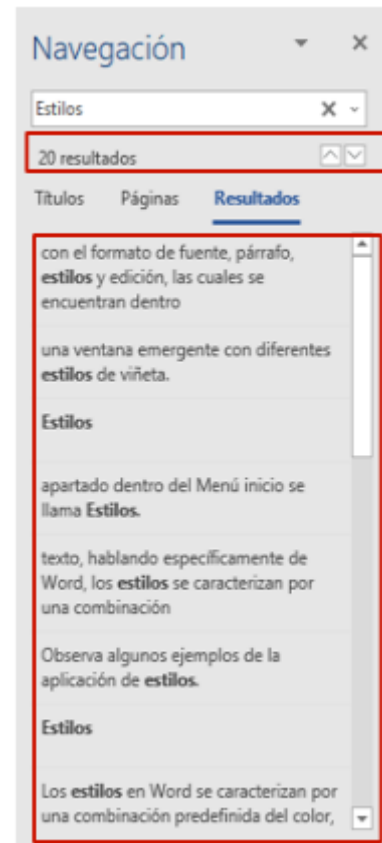 Navegación
Estilos
20 resultados
Títulos Páginas Resultados
con el formato de fuente, párrafo,
estilos y edición, las cuales se
encuentran dentro
una ventana emergente con diferentes
estilos de viñeta.
Estilos
apartado dentro del Menú inicio se
llama Estilos.
texto, hablando específicamente de
Word, los estilos se caracterizan por
una combinación
Observa algunos ejemplos de la
aplicación de estilos.
Estilos
Los estilos en Word se caracterizan por
una combinación predefinida del color,